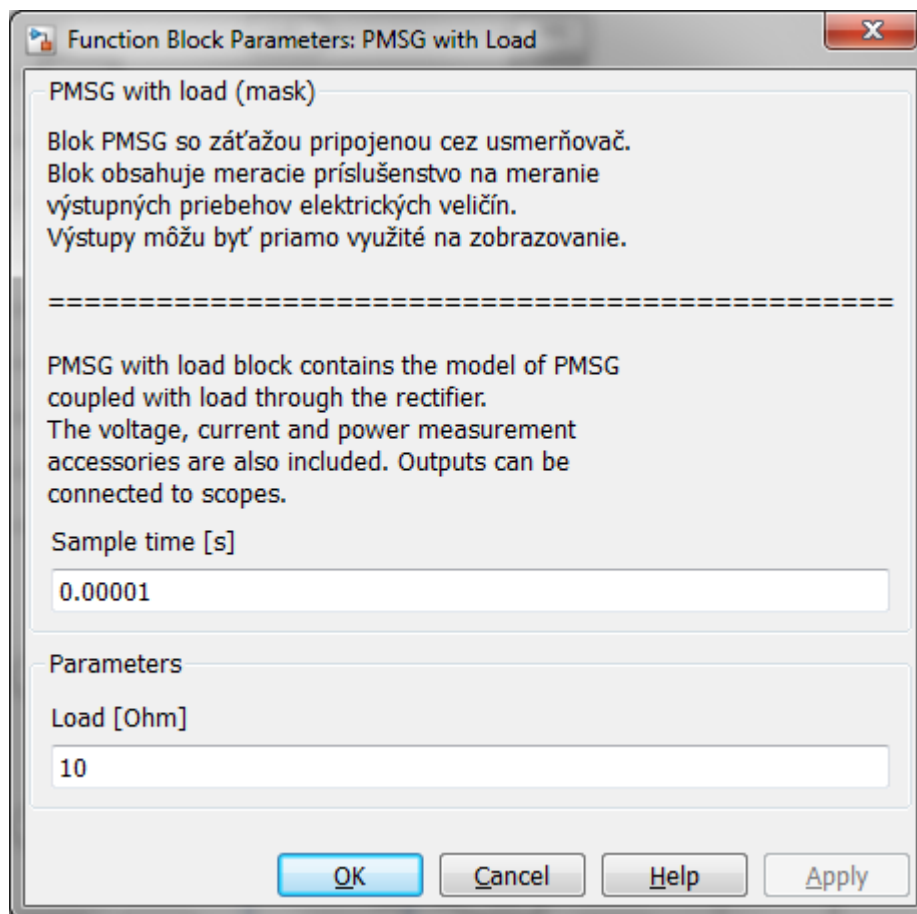 Function Block Parameters: PMSG with Load
PMSG with load (mask)
Blok PMSG so záťažou pripojenou cez usmerňovač.
Blok obsahuje meracie príslušenstvo na meranie
výstupných priebehov elektrických veličín.
Výstupy môžu byť priamo využité na zobrazovanie.
===============================================
PMSG with load block contains the model of PMSG
coupled with load through the rectifier.
The voltage, current and power measurement
accessories are also included. Outputs can be
connected to scopes.
Sample time [s]
0.00001
Parameters
Load [Ohm]
10
OK Cancel Help Apply